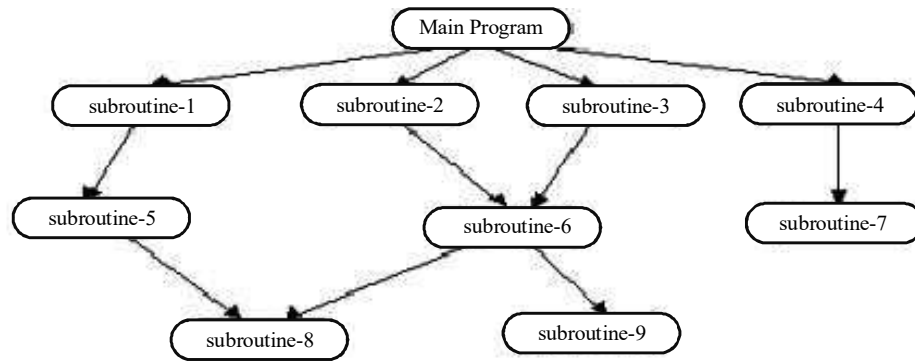 Main Program
subroutine-1
subroutine-2
subroutine-3
subroutine-4
subroutine-5
subroutine-6
subroutine-7
subroutine-8
subroutine-9